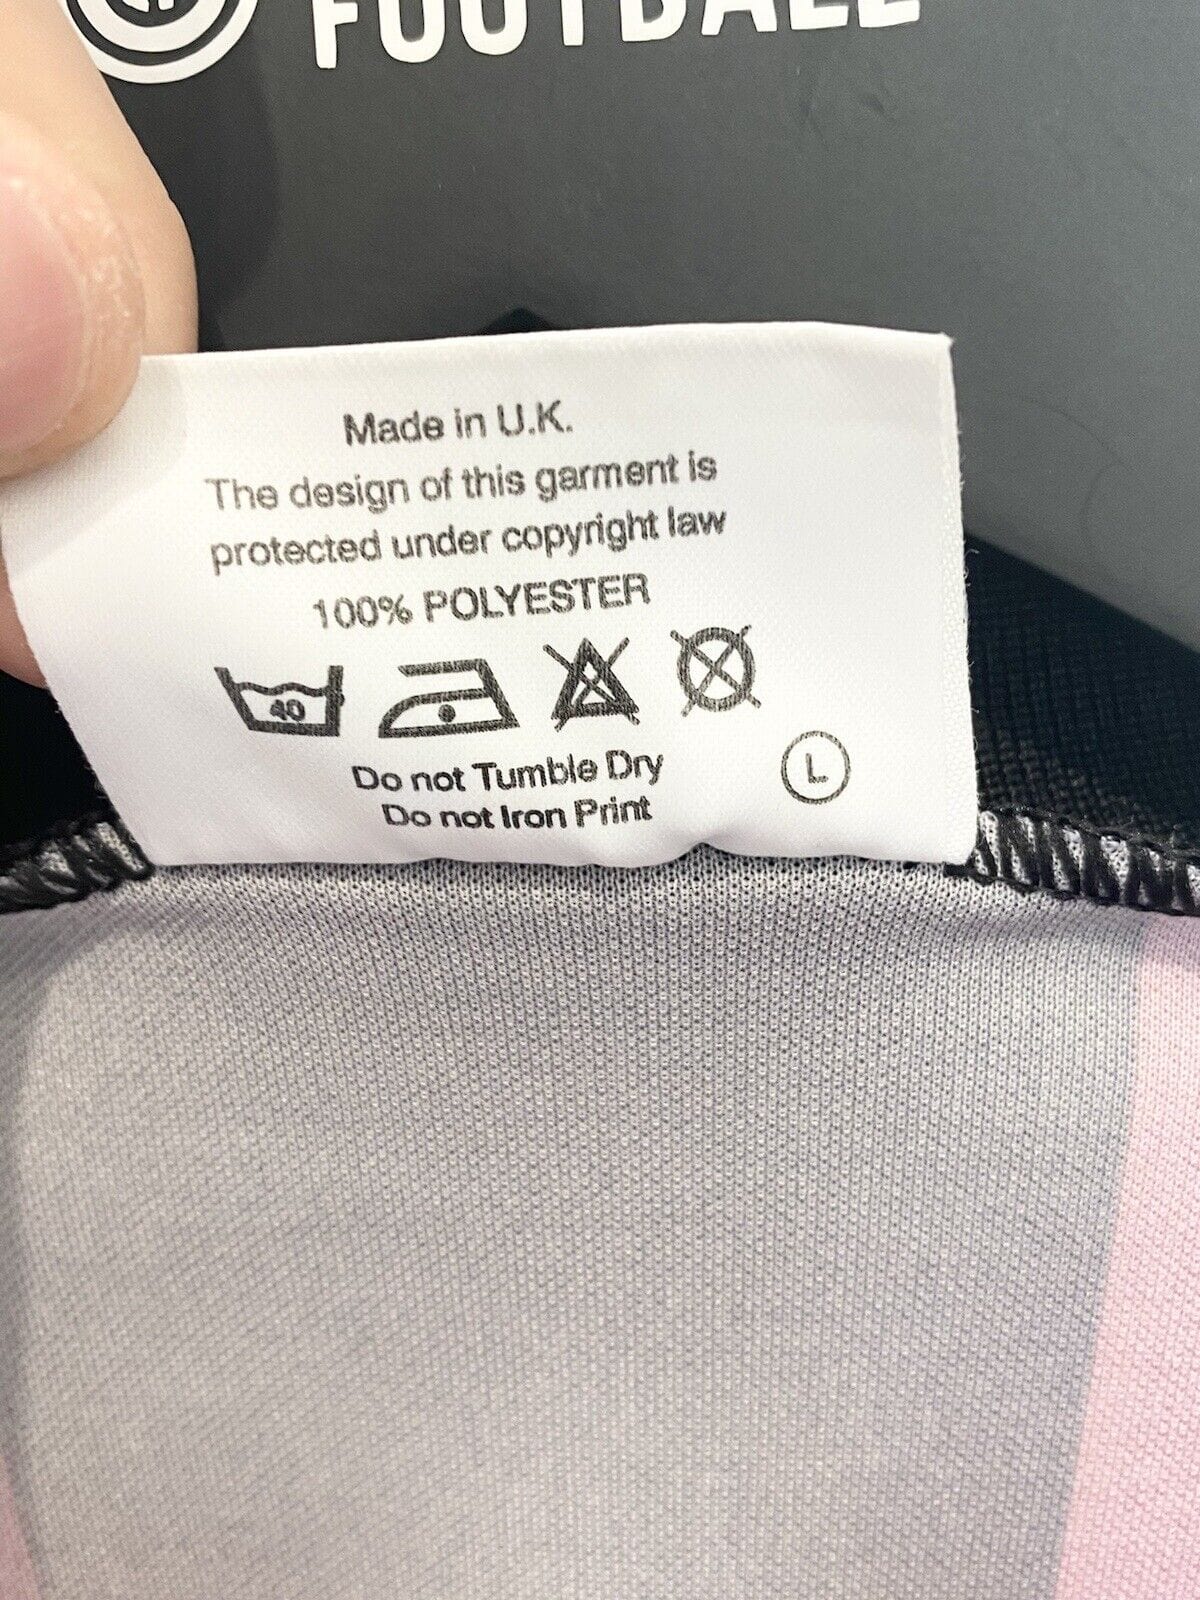 FOOTBALL
Made in U.K.
The design of this garment is
protected under copyright law
100% POLYESTER
40
Do not Tumble Dry
Do not Iron Print
L